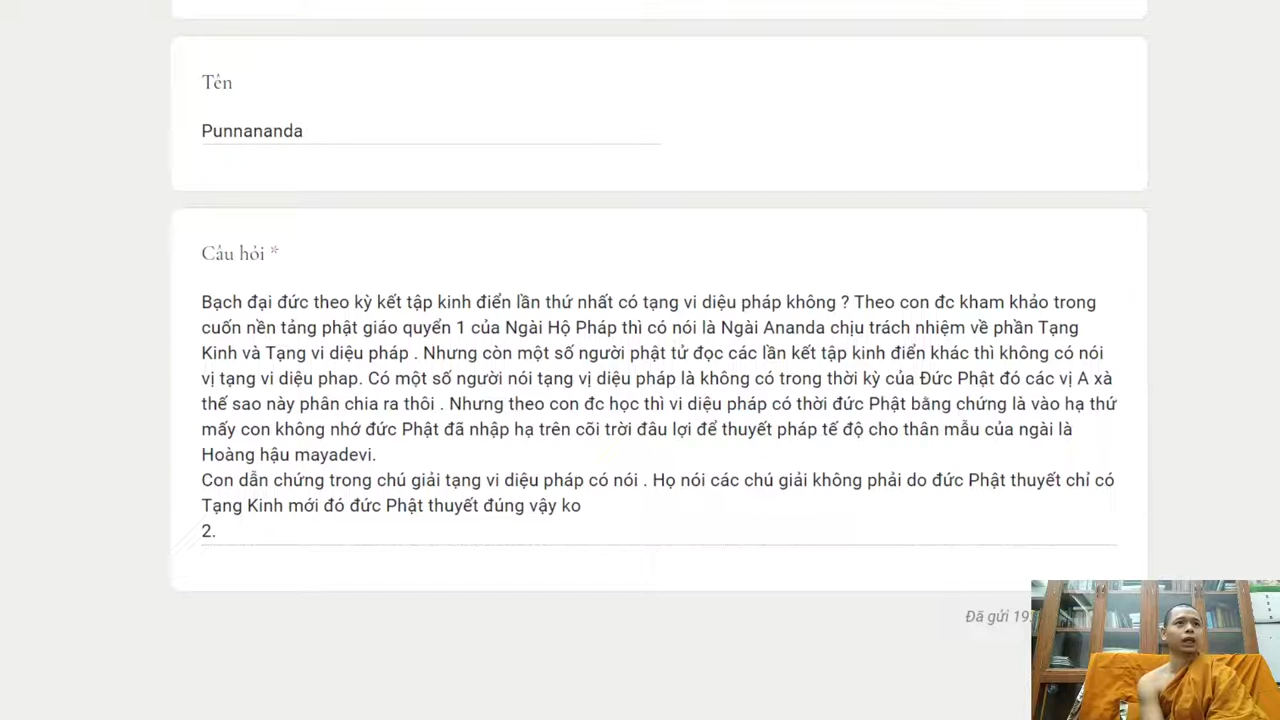 Tên
Punnananda
Câu hỏi *
Bạch đại đức theo kỳ kết tập kinh điển lần thứ nhất có tạng vi diệu pháp không ? Theo con đc kham khảo trong
cuốn nền tảng phật giáo quyển 1 của Ngài Hộ Pháp thì có nói là Ngài Ananda chịu trách nhiệm về phần Tạng
Kinh và Tạng vi diệu pháp . Nhưng còn một số người phật tử đọc các lần kết tập kinh điển khác thì không có nói
vị tạng vi diệu phap. Có một số người nói tạng vị diệu pháp là không có trong thời kỳ của Đức Phật đó các vị A xà
thế sao này phân chia ra thôi . Nhưng theo con đc học thì vi diệu pháp có thời đức Phật bằng chứng là vào hạ thứ
mấy con không nhớ đức Phật đã nhập hạ trên cõi trời đâu lợi để thuyết pháp tế độ cho thân mẫu của ngài là
Hoàng hậu mayadevi.
Con dẫn chứng trong chú giải tạng vi diệu pháp có nói . Họ nói các chú giải không phải do đức Phật thuyết chỉ có
Tạng Kinh mới đó đức Phật thuyết đúng vậy ko
2.
Đã gửi